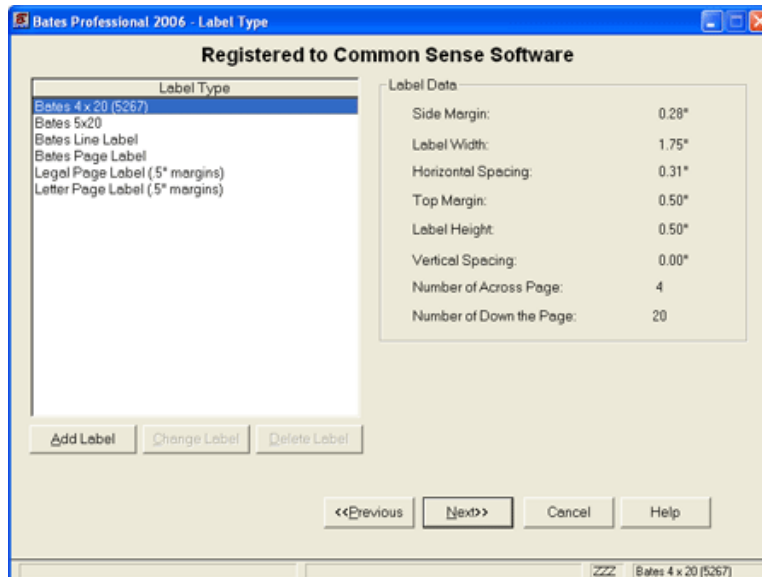 Bates Professional 2006 - Label Type
Registered to Common Sense Software
Label Type
Bates 4 x 20 (5267)
Bates 5x20
Bates Line Label
Bates Page Label
Legal Page Label (.5" margins)
Letter Page Label (.5" margins)
Label Data
Side Margin: 0.28"
Label Width: 1.75"
Horizontal Spacing: 0.31"
Top Margin: 0.50"
Label Height: 0.50"
Vertical Spacing: 0.00"
Number of Across Page: 4
Number of Down the Page: 20
Add Label Change Label Delete Label
<<Previous Next>> Cancel Help
ZZZ Bates 4 x 20 (5267)